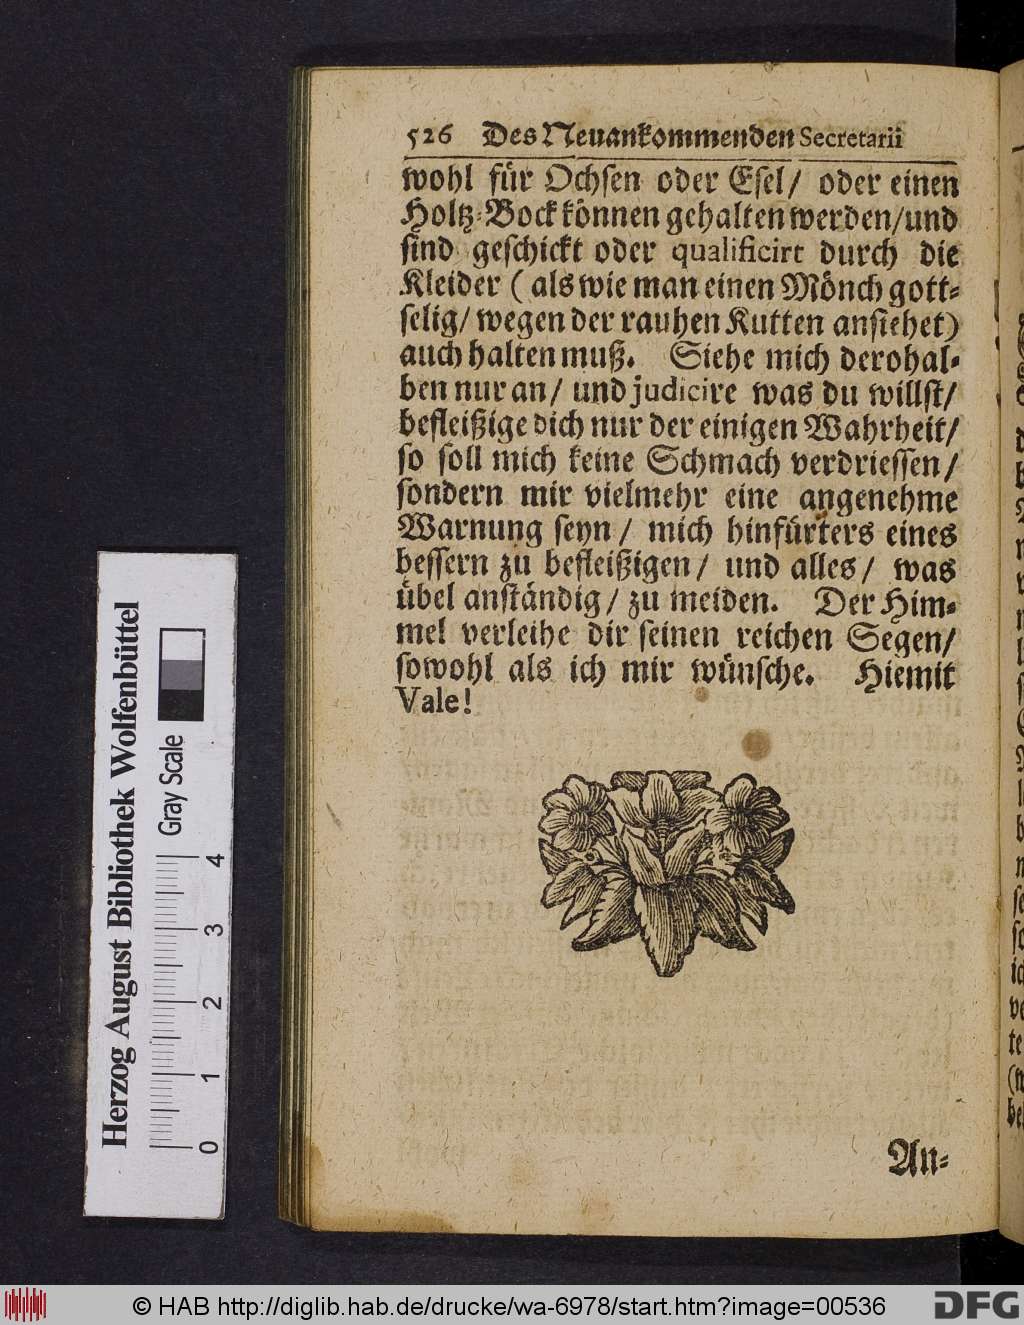 526 Des Neuankommenden Secretarii
wohl für Ochsen oder Esel/ oder einen
Holtz-Bock können gehalten werden/und
sind geschickt oder qualificirt durch die
Kleider ( als wie man einen Mönch gott-
selig/ wegen der rauhen Kutten ansiehet)
auch halten muß. Siehe mich derohal-
ben nur an/ und judicire was du willst/
befleißige dich nur der einigen Wahrheit/
so soll mich keine Schmach verdriessen/
sondern mir vielmehr eine angenehme
Warnung seyn/ mich hinfürters eines
bessern zu befleißigen/ und alles/ was
übel anständig/ zu meiden. Der Him-
mel verleihe dir seinen reichen Segen/
sowohl als ich mir wünsche. Hiemit
Vale!
An-
Herzog August Bibliothek Wolfenbüttel
Gray Scale
0 1 2 3 4
© HAB http://diglib.hab.de/drucke/wa-6978/start.htm?image=00536
DFG